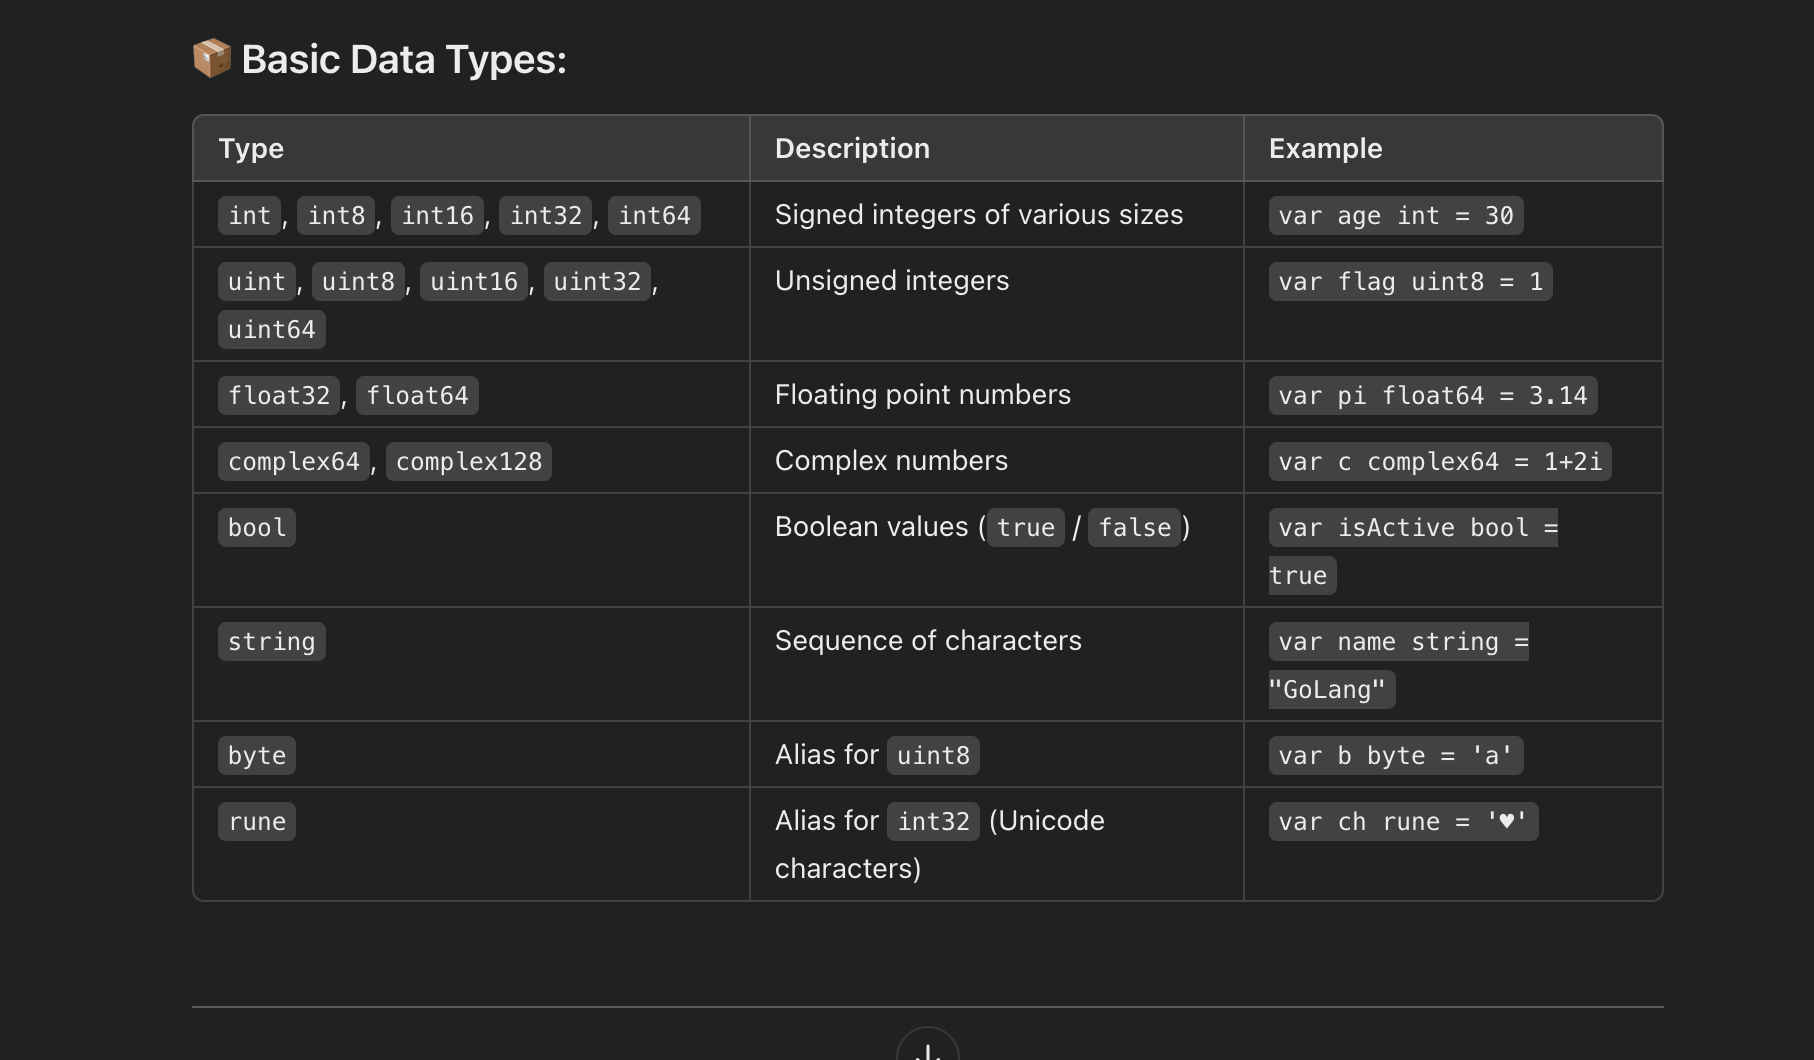 📦 Basic Data Types:
Type Description Example
int, int8, int16, int32, int64 Signed integers of various sizes var age int = 30
uint, uint8, uint16, uint32, Unsigned integers var flag uint8 = 1
uint64
float32, float64 Floating point numbers var pi float64 = 3.14
complex64, complex128 Complex numbers var c complex64 = 1+2i
bool Boolean values (true / false) var isActive bool =
true
string Sequence of characters var name string =
"GoLang"
byte Alias for uint8 var b byte = 'a'
rune Alias for int32 (Unicode var ch rune = '♥'
characters)